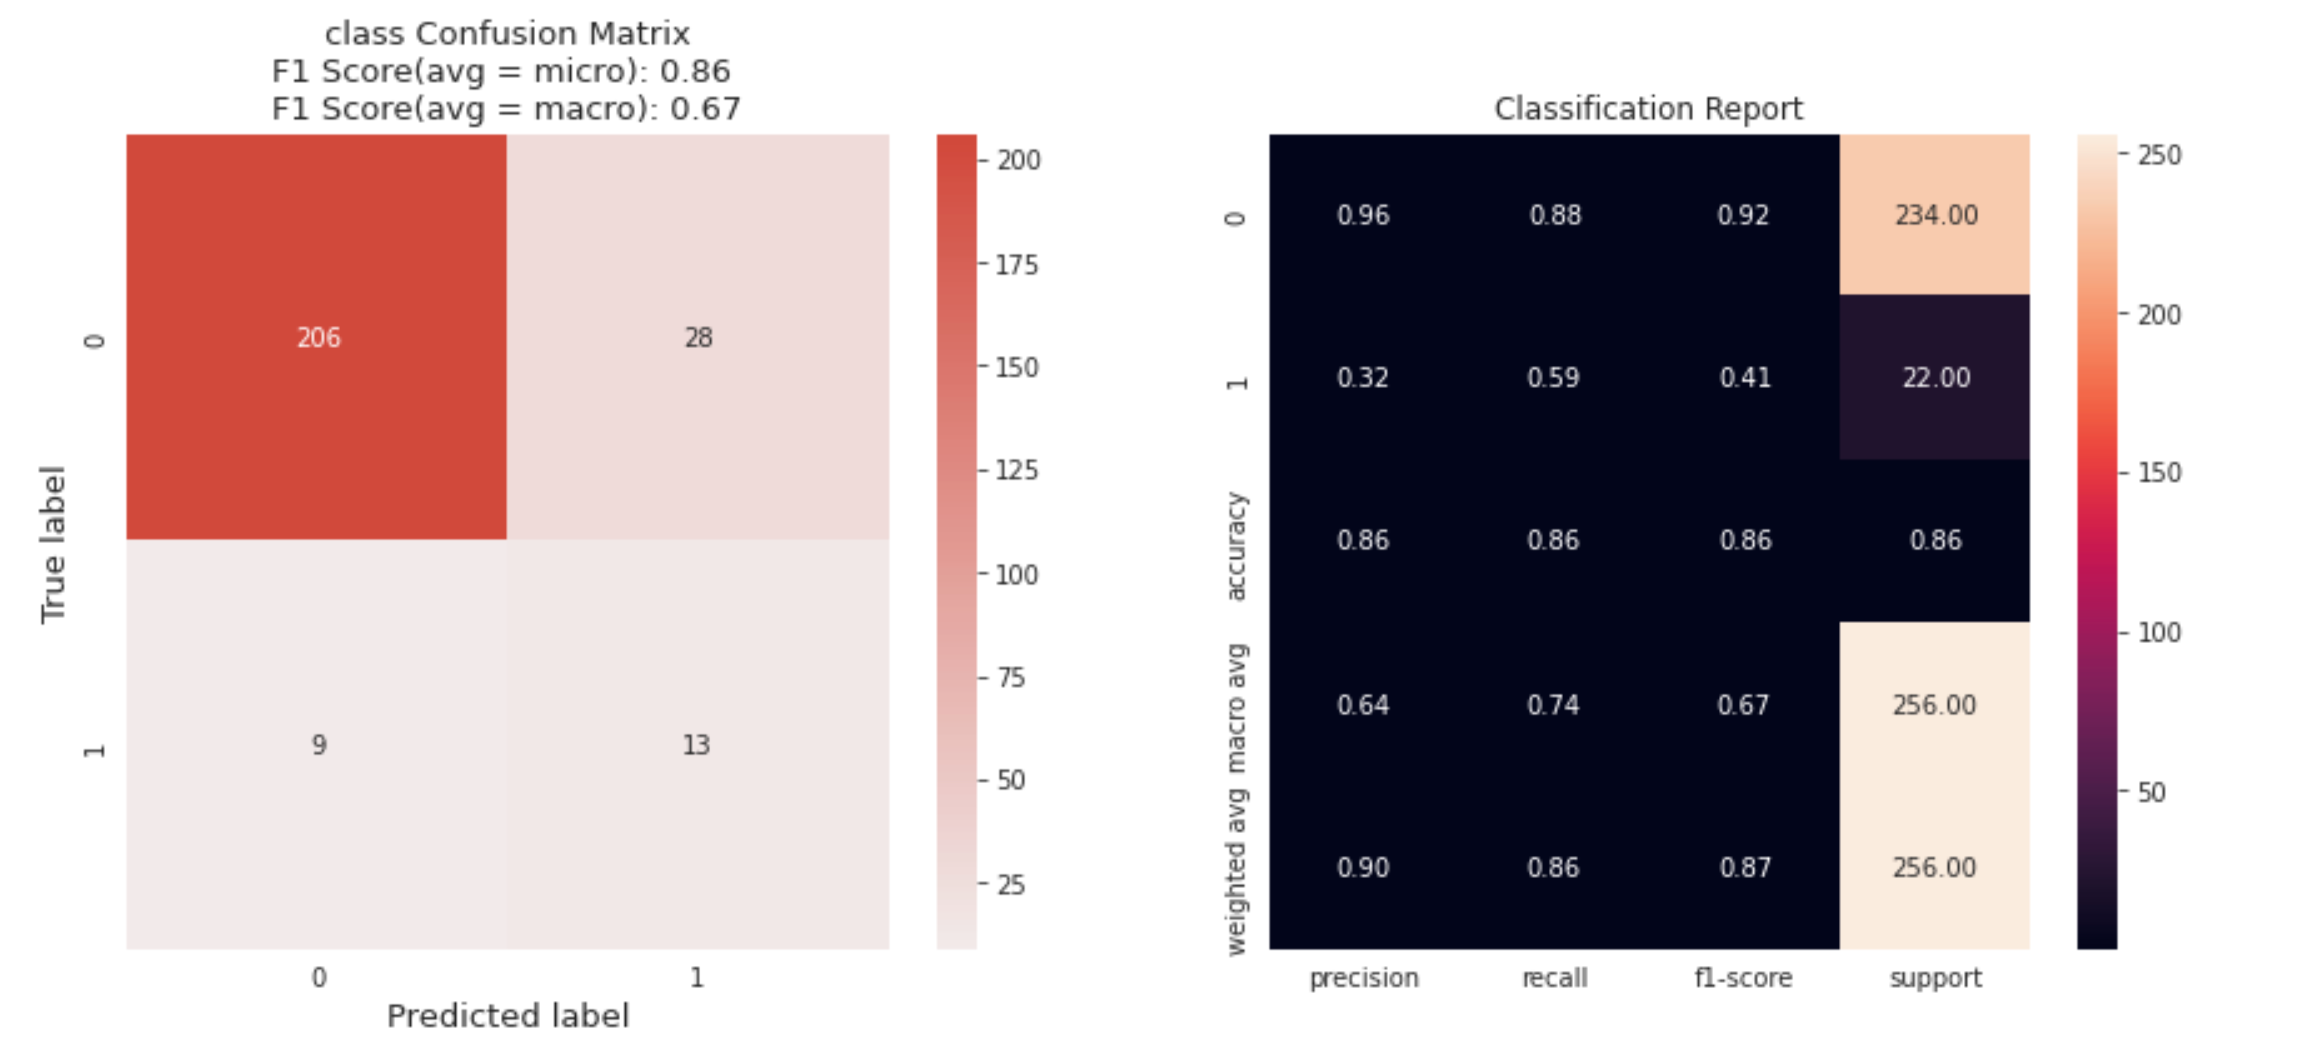 class Confusion Matrix
F1 Score(avg = micro): 0.86
F1 Score(avg = macro): 0.67
True label
0
1
206 28
9 13
0 1
Predicted label
200
175
150
125
100
75
50
25
Classification Report
0 0.96 0.88 0.92 234.00
1 0.32 0.59 0.41 22.00
accuracy 0.86 0.86 0.86 0.86
macro avg 0.64 0.74 0.67 256.00
weighted avg 0.90 0.86 0.87 256.00
precision recall f1-score support
250
200
150
100
50